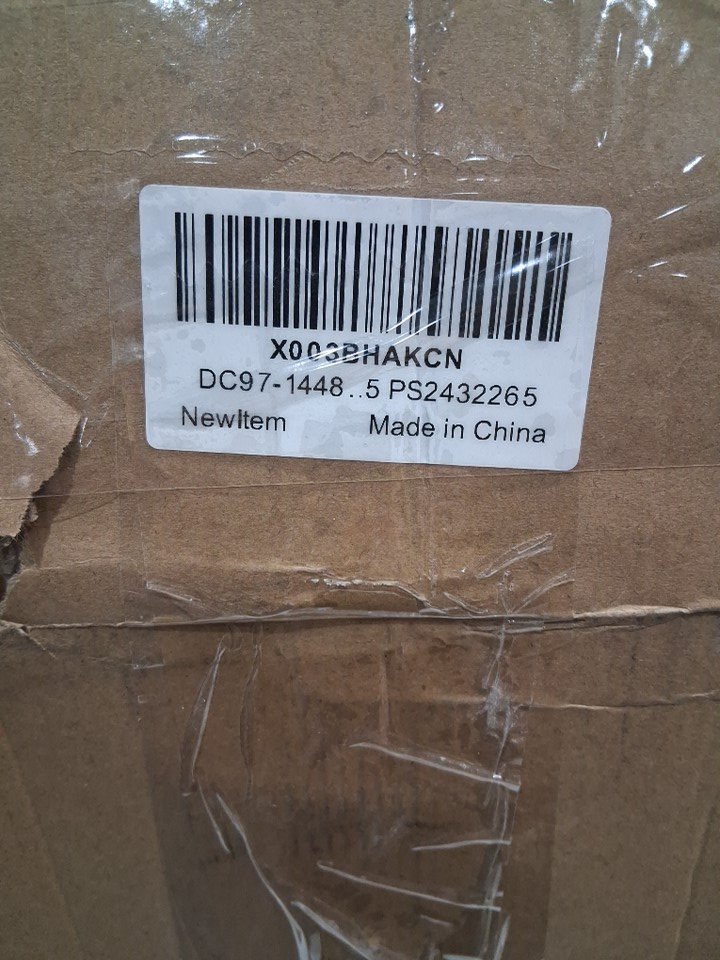 X003BHAKCN
DC97-1448..5 PS2432265
NewItem Made in China